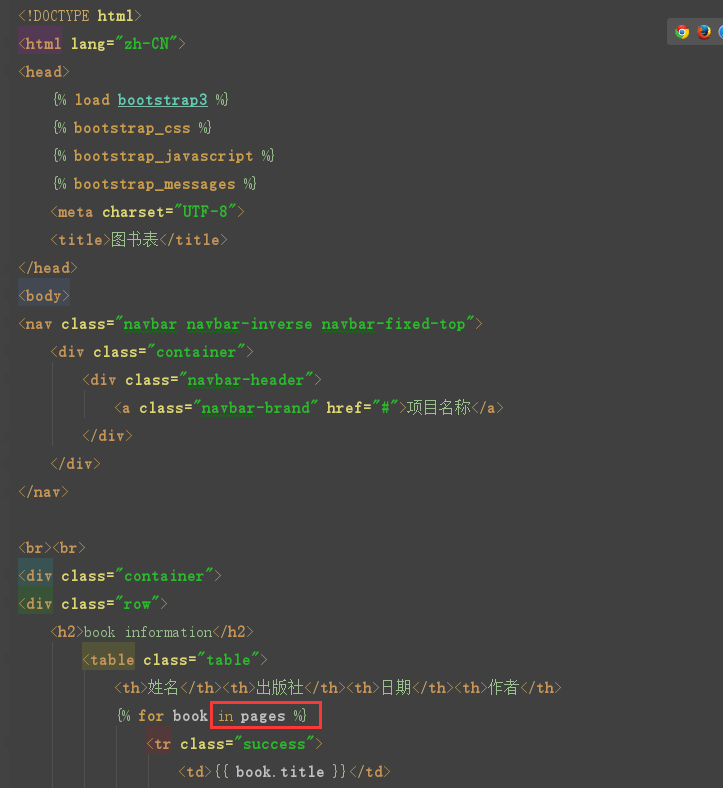 <!DOCTYPE html>
<html lang="zh-CN">
<head>
{% load bootstrap3 %}
{% bootstrap_css %}
{% bootstrap_javascript %}
{% bootstrap_messages %}
<meta charset="UTF-8">
<title>图书表</title>
</head>
<body>
<nav class="navbar navbar-inverse navbar-fixed-top">
<div class="container">
<div class="navbar-header">
<a class="navbar-brand" href="#">项目名称</a>
</div>
</div>
</nav>
<br><br>
<div class="container">
<div class="row">
<h2>book information</h2>
<table class="table">
<th>姓名</th><th>出版社</th><th>日期</th><th>作者</th>
{% for book in pages %}
<tr class="success">
<td>{{ book.title }}</td>